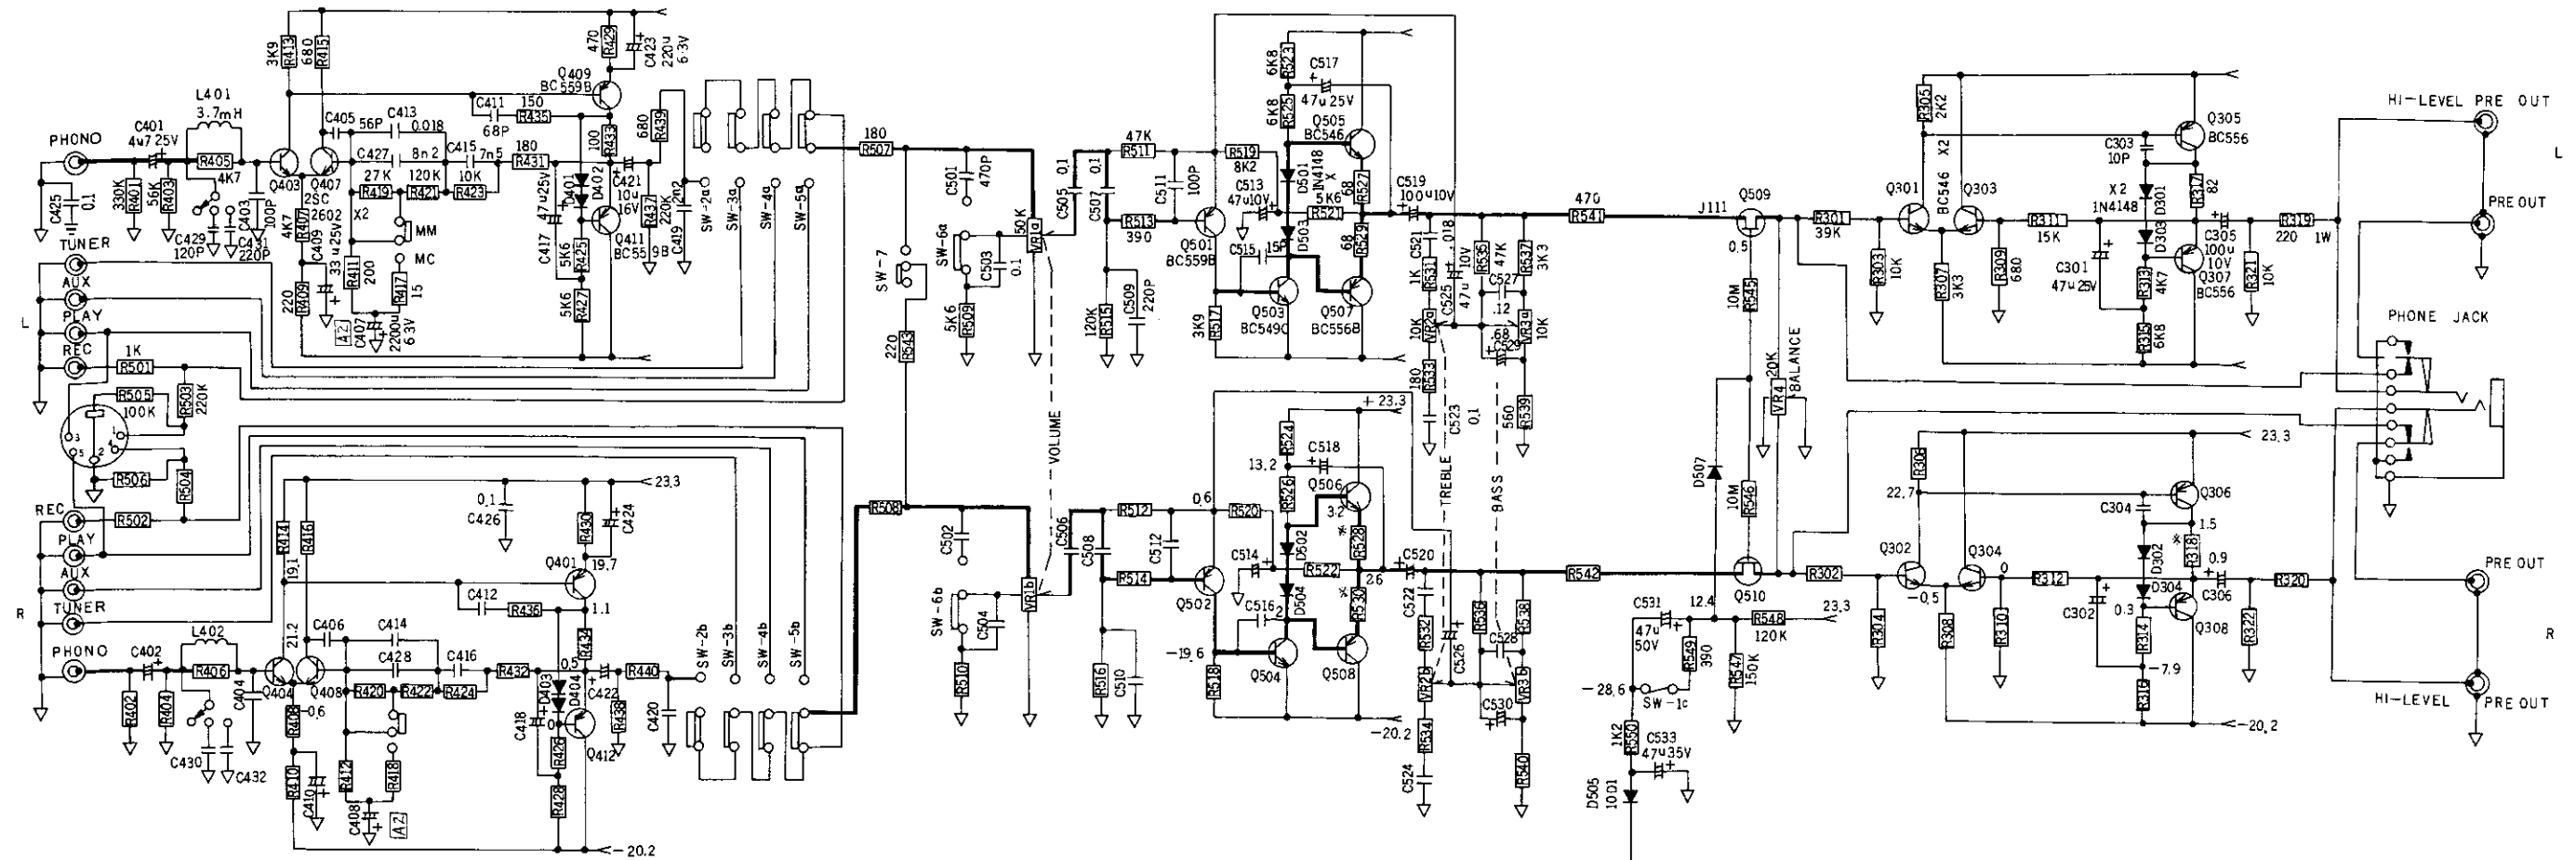 PHONO
C425
0.1
330K
R401
C401
4u7 25V
56K
R403
L401
3.7mH
R405
4K7
C429
120P
C431
220P
C403
100P
3K9
R413
680
R415
Q403
Q407
2SC
2602
X2
4K7
R407
C409
33u25V
220
R409
A2
C405
56P
C413
0.018
C427
8n2
C415
7n5
27K
R419
120K
R421
10K
R423
R411
200
MM
MC
R417
15
C407
2200u
6.3V
C411
68P
150
R435
180
R431
47u25V
C417
D401
D402
5K6
R425
5K6
R427
470
R429
C423
220u
6.3V
Q409
BC559B
100
R433
Q411
BC559B
C421
10u
16V
680
R439
R437
220K
C419
2n2
SW-2a
SW-3a
SW-4a
SW-5a
TUNER
AUX
PLAY
REC
L
1K
R501
R505
100K
R503
220K
3
1
4
5
2
R506
R504
R502
REC
PLAY
AUX
TUNER
PHONO
R
C402
L402
R406
R402
R404
C430
C432
C404
R414
R416
19.1
21.2
Q404
Q408
-0.6
R408
R410
C410
C406
C414
C428
C416
R420
R422
R424
R412
R418
C408
A2
0.1
C426
R430
C424
23.3
Q401
19.7
C412
R436
1.1
R434
R432
0.5
D403
D404
C422
C418
0
R426
R428
Q412
R438
R440
C420
-20.2
SW-2b
SW-3b
SW-4b
SW-5b
180
R507
C501
470P
SW-7
220
R543
SW-6a
C503
0.1
5K6
R509
50K
VR1a
VOLUME
R508
C502
SW-6b
C504
R510
VR1b
C505
0.1
C507
0.1
47K
R511
C511
100P
R513
390
120K
R515
C509
220P
Q501
BC559B
3K9
R517
R519
8K2
C513
47u10V
C515
15P
6K8
R523
6K8
R525
C517
47u25V
Q505
BC546
D501
1N4148
X
5K6
R521
D503
68
R527
68
R529
Q503
BC549C
Q507
BC556B
C519
100u10V
C521
.018
1K
R531
10K
VR2a
180
R533
C523
0.1
C525
47u
10V
R535
47K
C527
.12
.68
C529
R537
3K3
VR3a
10K
560
R539
TREBLE
BASS
C506
C508
R512
C512
R514
R516
C510
0.6
Q502
-19.6
R518
R520
C514
C516
2
+23.3
R524
13.2
C518
R526
Q506
3.2
D502
R528
R522
26
D504
R530
Q504
Q508
-20.2
C520
C522
R532
VR2b
R534
C524
C526
R536
C528
C530
R538
VR3b
R540
470
R541
R542
J111
Q509
0.5
10M
R545
D507
10M
R546
Q510
20K
VR4
BALANCE
C531
47u
50V
12.4
R549
390
R548
120K
23.3
R547
150K
-28.6
SW-1c
1K2
R550
C533
47u35V
D505
10D1
R301
39K
R303
10K
R305
2K2
Q301
BC546 X2
Q303
R307
3K3
R309
680
R311
15K
C301
47u25V
C303
10P
X2
1N4148
D301
D303
R313
4K7
R315
6K8
Q305
BC556
R317
82
C305
100u
10V
Q307
BC556
R321
10K
R319
220
1W
HI-LEVEL PRE OUT
L
PRE OUT
PHONE JACK
R302
R304
R306
22.7
Q302
Q304
-0.5
0
R308
R310
R312
C302
C304
23.3
Q306
1.5
D302
R318
D304
0.9
0.3
C306
R314
Q308
-7.9
R316
-20.2
R322
R320
PRE OUT
R
HI-LEVEL PRE OUT